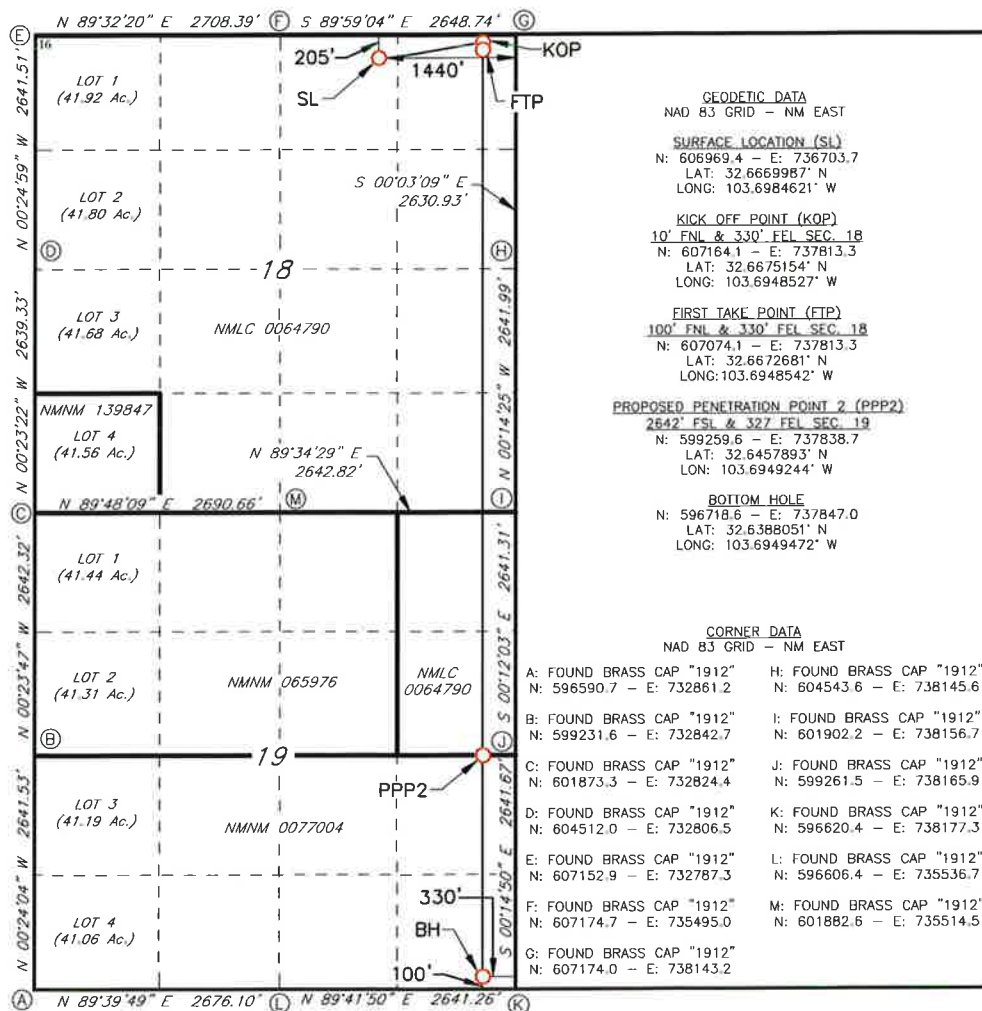 N 89°32'20" E 2708.39' F S 89°59'04" E 2648.74' G
E
16
205'
KOP
1440'
SL
FTP
LOT 1
(41.92 Ac.)
N 00°24'59" W 2641.51'
S 00°03'09" E
2630.93'
LOT 2
(41.80 Ac.)
D
H
18
LOT 3
(41.68 Ac.)
NMLC 0064790
N 00°23'22" W 2639.33'
N 00°14'25" W 2641.99'
NMNM 139847
LOT 4
(41.56 Ac.)
N 89°34'29" E
2642.82'
C N 89°48'09" E 2690.66' M I
LOT 1
(41.44 Ac.)
N 00°23'47" W 2642.32'
S 00°12'03" E 2641.31'
LOT 2
(41.31 Ac.)
NMNM 065976
NMLC
0064790
B
J
19
PPP2
LOT 3
(41.19 Ac.)
NMNM 0077004
N 00°24'04" W 2641.53'
S 00°14'50" E 2641.67'
330'
LOT 4
(41.06 Ac.)
BH
100'
A N 89°39'49" E 2676.10' L N 89°41'50" E 2641.26' K
GEODETIC DATA
NAD 83 GRID - NM EAST
SURFACE LOCATION (SL)
N: 606969.4 - E: 736703.7
LAT: 32.6669987° N
LONG: 103.6984621° W
KICK OFF POINT (KOP)
10' FNL & 330' FEL SEC. 18
N: 607164.1 - E: 737813.3
LAT: 32.6675154° N
LONG: 103.6948527° W
FIRST TAKE POINT (FTP)
100' FNL & 330' FEL SEC. 18
N: 607074.1 - E: 737813.3
LAT: 32.6672681° N
LONG: 103.6948542° W
PROPOSED PENETRATION POINT 2 (PPP2)
2642' FSL & 327 FEL SEC. 19
N: 599259.6 - E: 737838.7
LAT: 32.6457893° N
LON: 103.6949244° W
BOTTOM HOLE
N: 596718.6 - E: 737847.0
LAT: 32.6388051° N
LONG: 103.6949472° W
CORNER DATA
NAD 83 GRID - NM EAST
A: FOUND BRASS CAP "1912"
N: 596590.7 - E: 732861.2
B: FOUND BRASS CAP "1912"
N: 599231.6 - E: 732842.7
C: FOUND BRASS CAP "1912"
N: 601873.3 - E: 732824.4
D: FOUND BRASS CAP "1912"
N: 604512.0 - E: 732806.5
E: FOUND BRASS CAP "1912"
N: 607152.9 - E: 732787.3
F: FOUND BRASS CAP "1912"
N: 607174.7 - E: 735495.0
G: FOUND BRASS CAP "1912"
N: 607174.0 - E: 738143.2
H: FOUND BRASS CAP "1912"
N: 604543.6 - E: 738145.6
I: FOUND BRASS CAP "1912"
N: 601902.2 - E: 738156.7
J: FOUND BRASS CAP "1912"
N: 599261.5 - E: 738165.9
K: FOUND BRASS CAP "1912"
N: 596620.4 - E: 738177.3
L: FOUND BRASS CAP "1912"
N: 596606.4 - E: 735536.7
M: FOUND BRASS CAP "1912"
N: 601882.6 - E: 735514.5